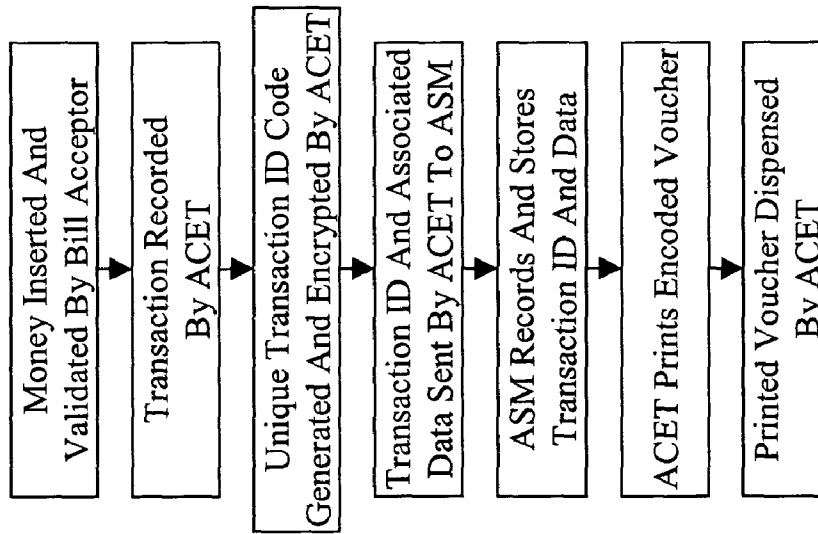 Money Inserted And
Validated By Bill Acceptor
Transaction Recorded
By ACET
Unique Transaction ID Code
Generated And Encrypted By ACET
Transaction ID And Associated
Data Sent By ACET To ASM
ASM Records And Stores
Transaction ID And Data
ACET Prints Encoded Voucher
Printed Voucher Dispensed
By ACET